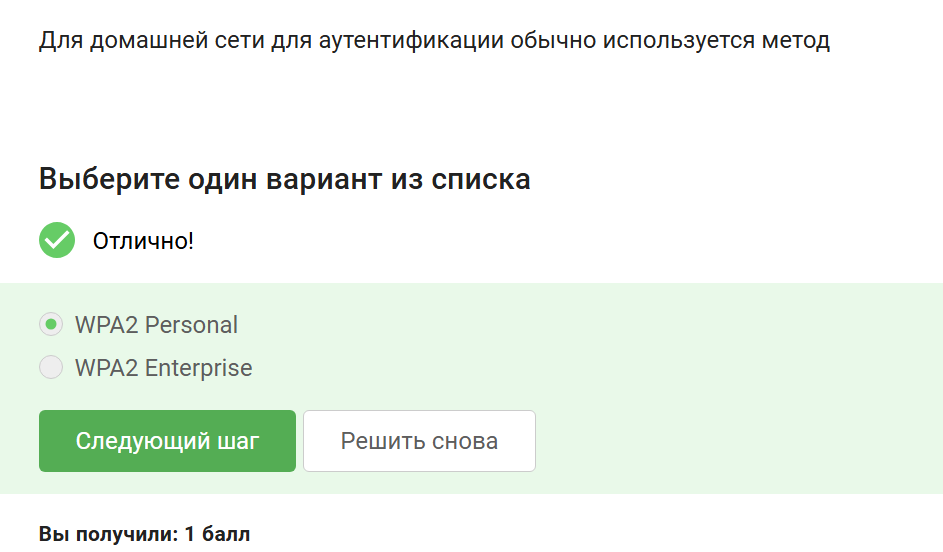 Для домашней сети для аутентификации обычно используется метод
Выберите один вариант из списка
Отлично!
WPA2 Personal
WPA2 Enterprise
Следующий шаг
Решить снова
Вы получили: 1 балл